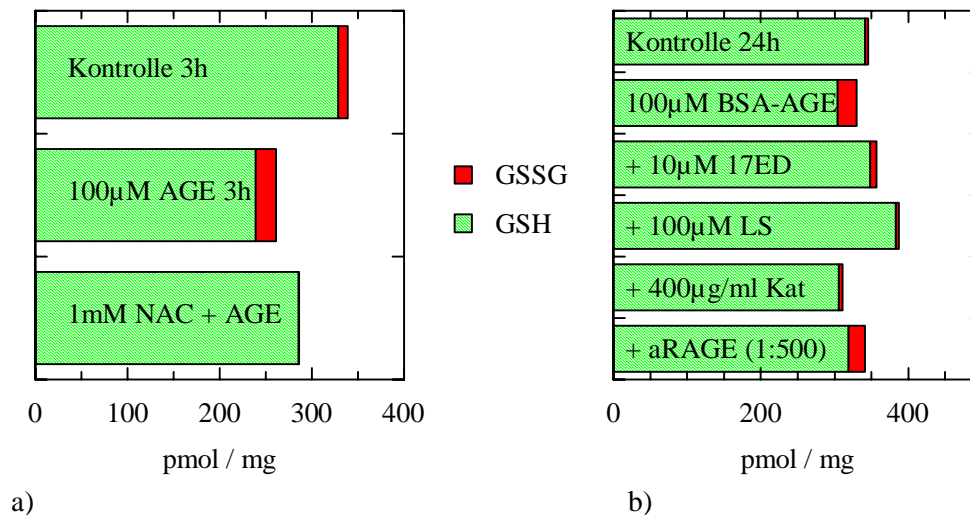 Kontrolle 3h
100µM AGE 3h
1mM NAC + AGE
0 100 200 300 400
pmol / mg
a)
GSSG
GSH
Kontrolle 24h
100µM BSA-AGE
+ 10µM 17ED
+ 100µM LS
+ 400µg/ml Kat
+ aRAGE (1:500)
0 200 400
pmol / mg
b)